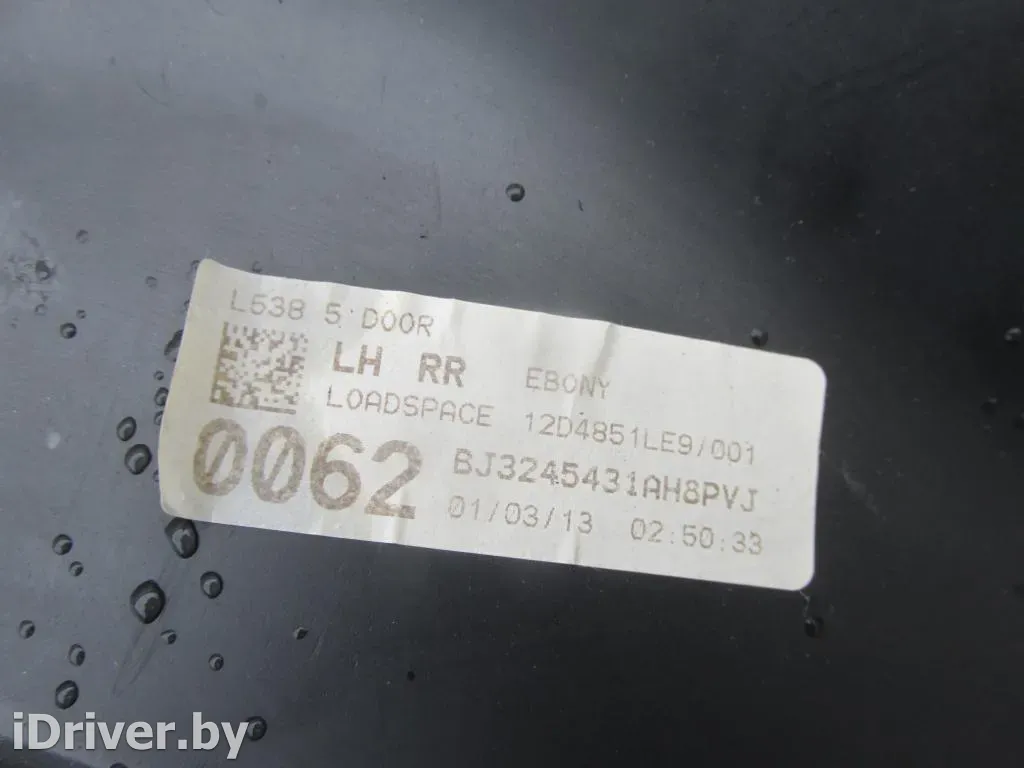 L538 5 DOOR
LH RR EBONY
LOADSPACE 12D4851LE9/001
0062 BJ3245431AH8PVJ
01/03/13 02:50:33
iDriver.by